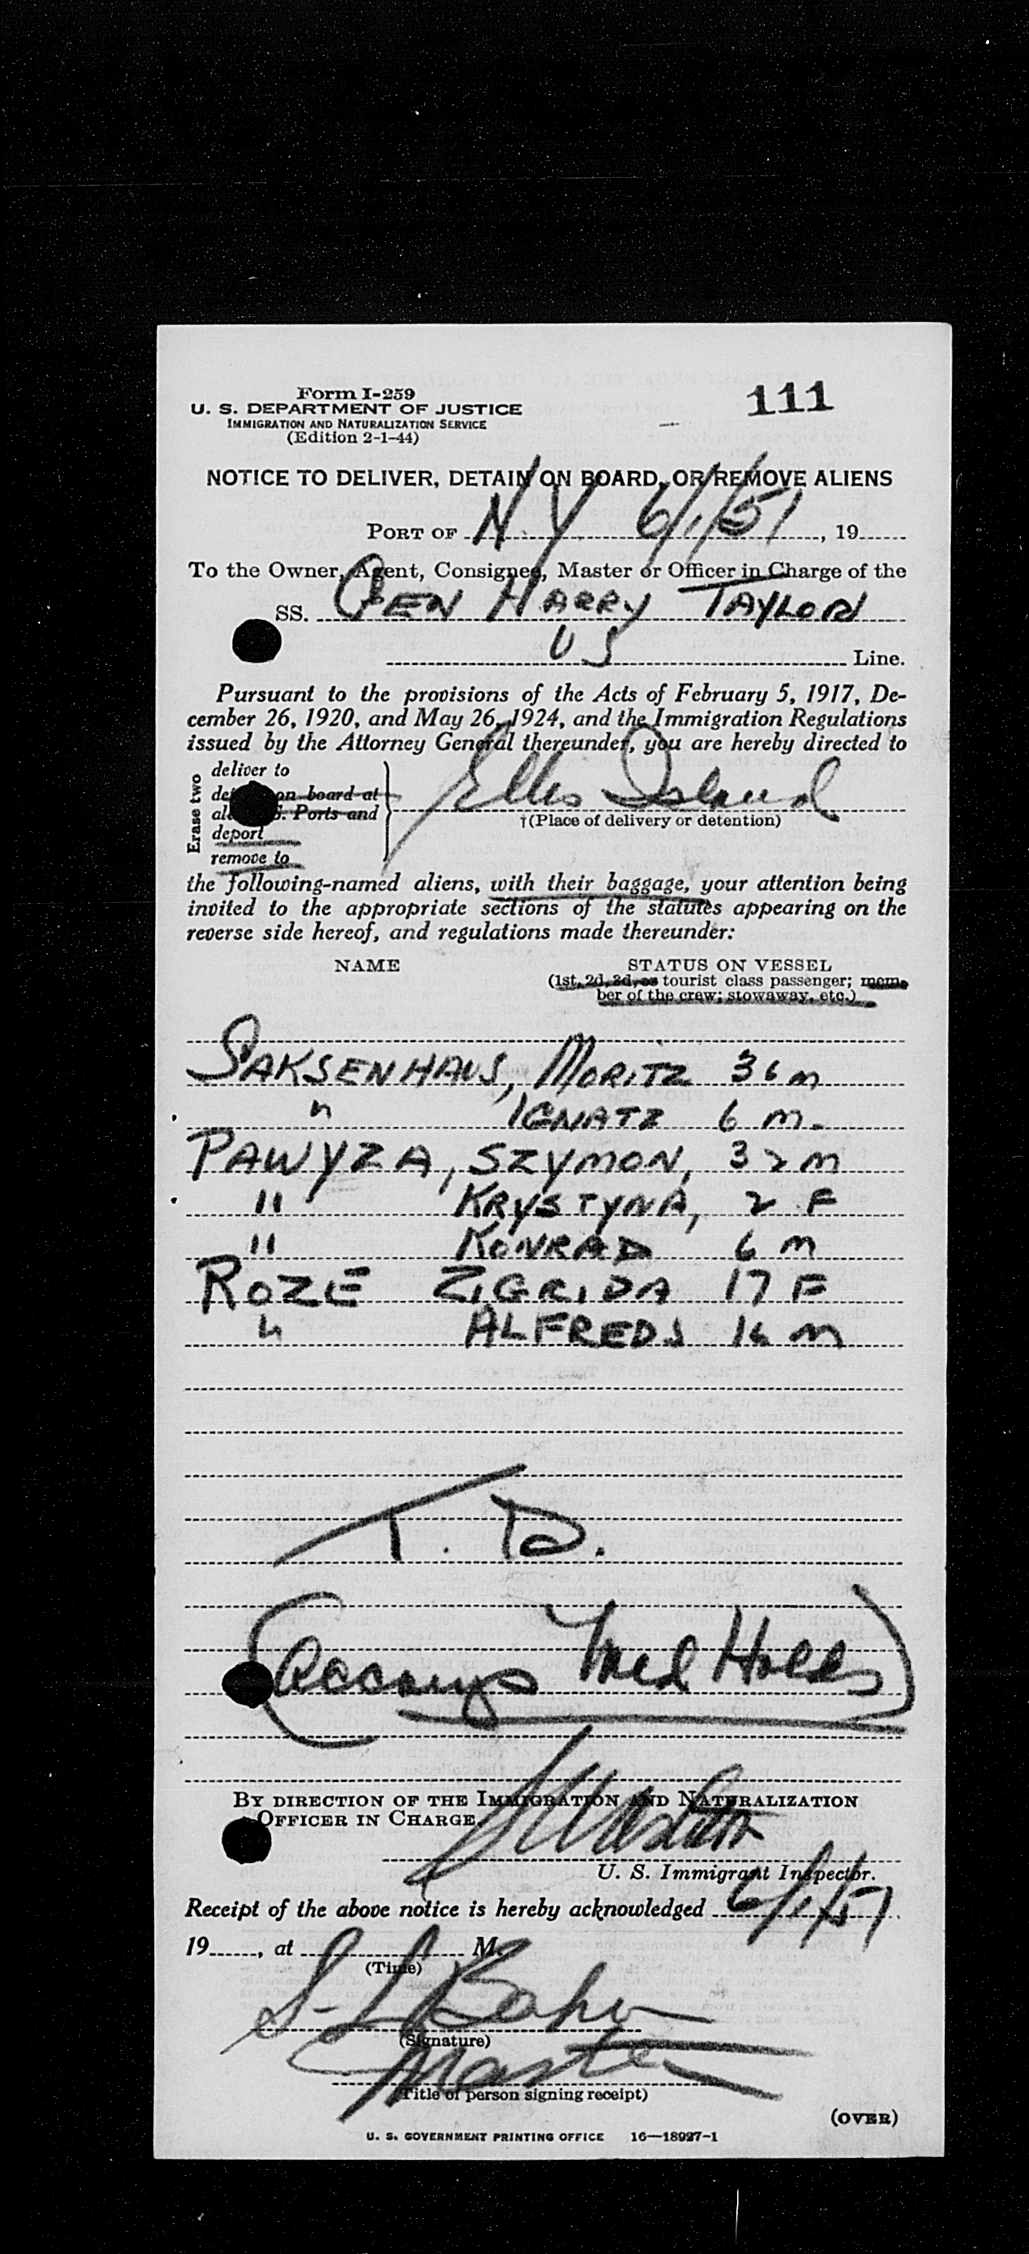 Form I-259
111
U. S. DEPARTMENT OF JUSTICE
IMMIGRATION AND NATURALIZATION SERVICE
(Edition 2-1-44)
NOTICE TO DELIVER, DETAIN ON BOARD, OR REMOVE ALIENS
PORT OF N.Y. 6/1/51, 19
To the Owner, Agent, Consignee, Master or Officer in Charge of the
SS. GEN HARRY TAYLOR
US Line.
Pursuant to the provisions of the Acts of February 5, 1917, De-
cember 26, 1920, and May 26, 1924, and the Immigration Regulations
issued by the Attorney General thereunder, you are hereby directed to
Erase two
deliver to
on board at
Ports and
deport
remove to
Ellis Island
†(Place of delivery or detention)
the following-named aliens, with their baggage, your attention being
invited to the appropriate sections of the statutes appearing on the
reverse side hereof, and regulations made thereunder:
NAME STATUS ON VESSEL
(1st, 2d, 3d, or tourist class passenger; mem-
ber of the crew; stowaway, etc.)
SAKSENHAUS, MORITZ 36 m
" IGNATZ 6 m.
PAWYZA, SZYMON, 32 m
" KRYSTYNA, 2 F
" KONRAD 6 m
ROZE ZIGRIDA 17 F
" ALFREDS 16 m
T. D.
(Accomp Med Holds)
BY DIRECTION OF THE IMMIGRATION AND NATURALIZATION
OFFICER IN CHARGE.
U. S. Immigrant Inspector.
Receipt of the above notice is hereby acknowledged 6/1/51
19, at M.
(Time)
(Signature)
Master
(Title of person signing receipt)
(OVER)
U. S. GOVERNMENT PRINTING OFFICE 16—18927-1